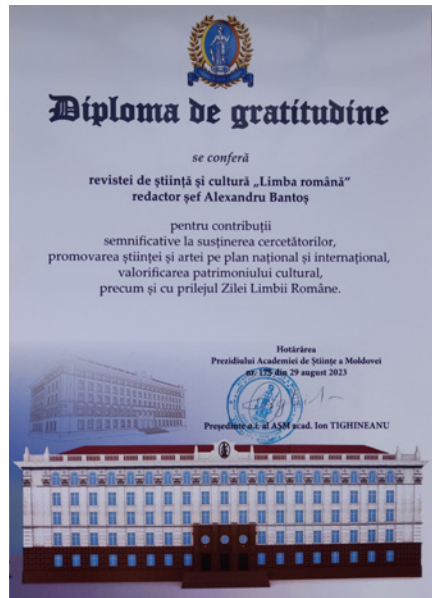 Diploma de gratitudine
se conferă
revistei de știință și cultură „Limba română”
redactor șef Alexandru Bantoș
pentru contribuții
semnificative la susținerea cercetătorilor,
promovarea științei și artei pe plan național și internațional,
valorificarea patrimoniului cultural,
precum și cu prilejul Zilei Limbii Române.
Hotărârea
Prezidiului Academiei de Științe a Moldovei
nr. 175 din 29 august 2023
Președinte a.i. al AȘM acad. Ion TIGHINEANU